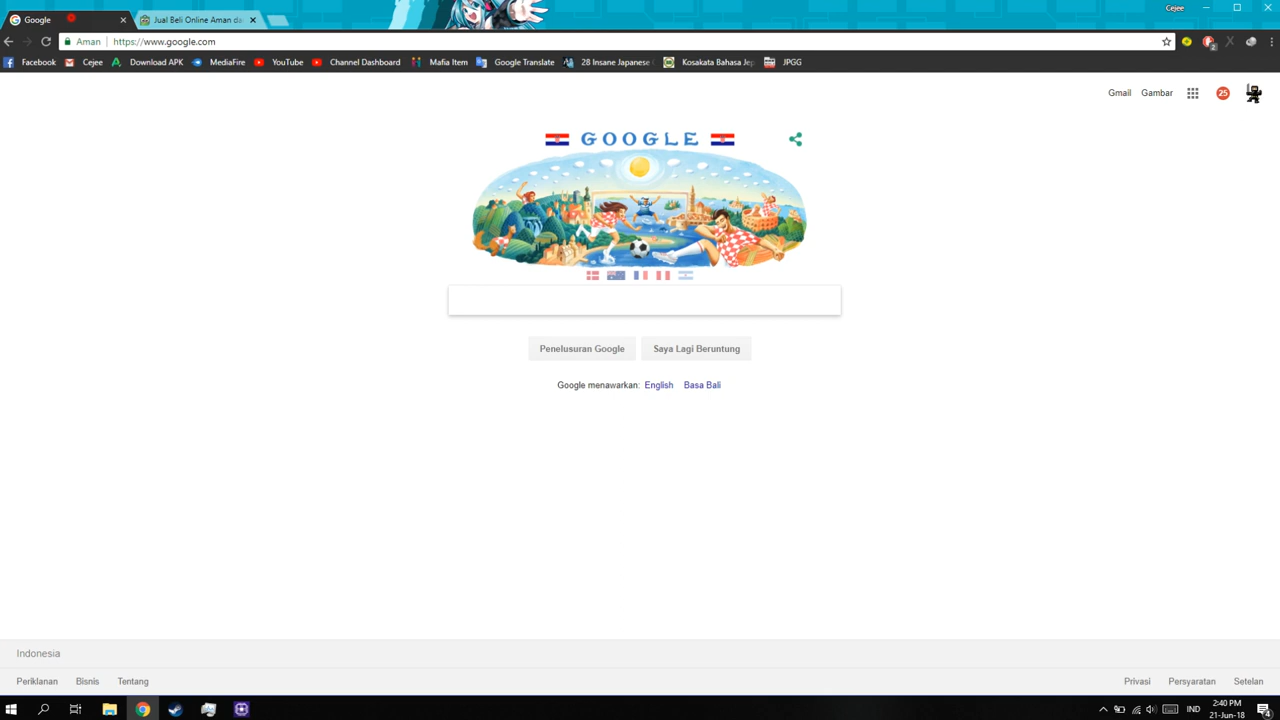 Google
Jual Beli Online Aman da
Cejee
Aman
https://www.google.com
2
Facebook
Cejee
Download APK
MediaFire
YouTube
Channel Dashboard
Mafia Item
Google Translate
28 Insane Japanese
Kosakata Bahasa Jep
JPGG
Gmail
Gambar
25
GOOGLE
Penelusuran Google
Saya Lagi Beruntung
Google menawarkan: English Basa Bali
Indonesia
Periklanan
Bisnis
Tentang
Privasi
Persyaratan
Setelan
IND
2:40 PM
21-Jun-18
4